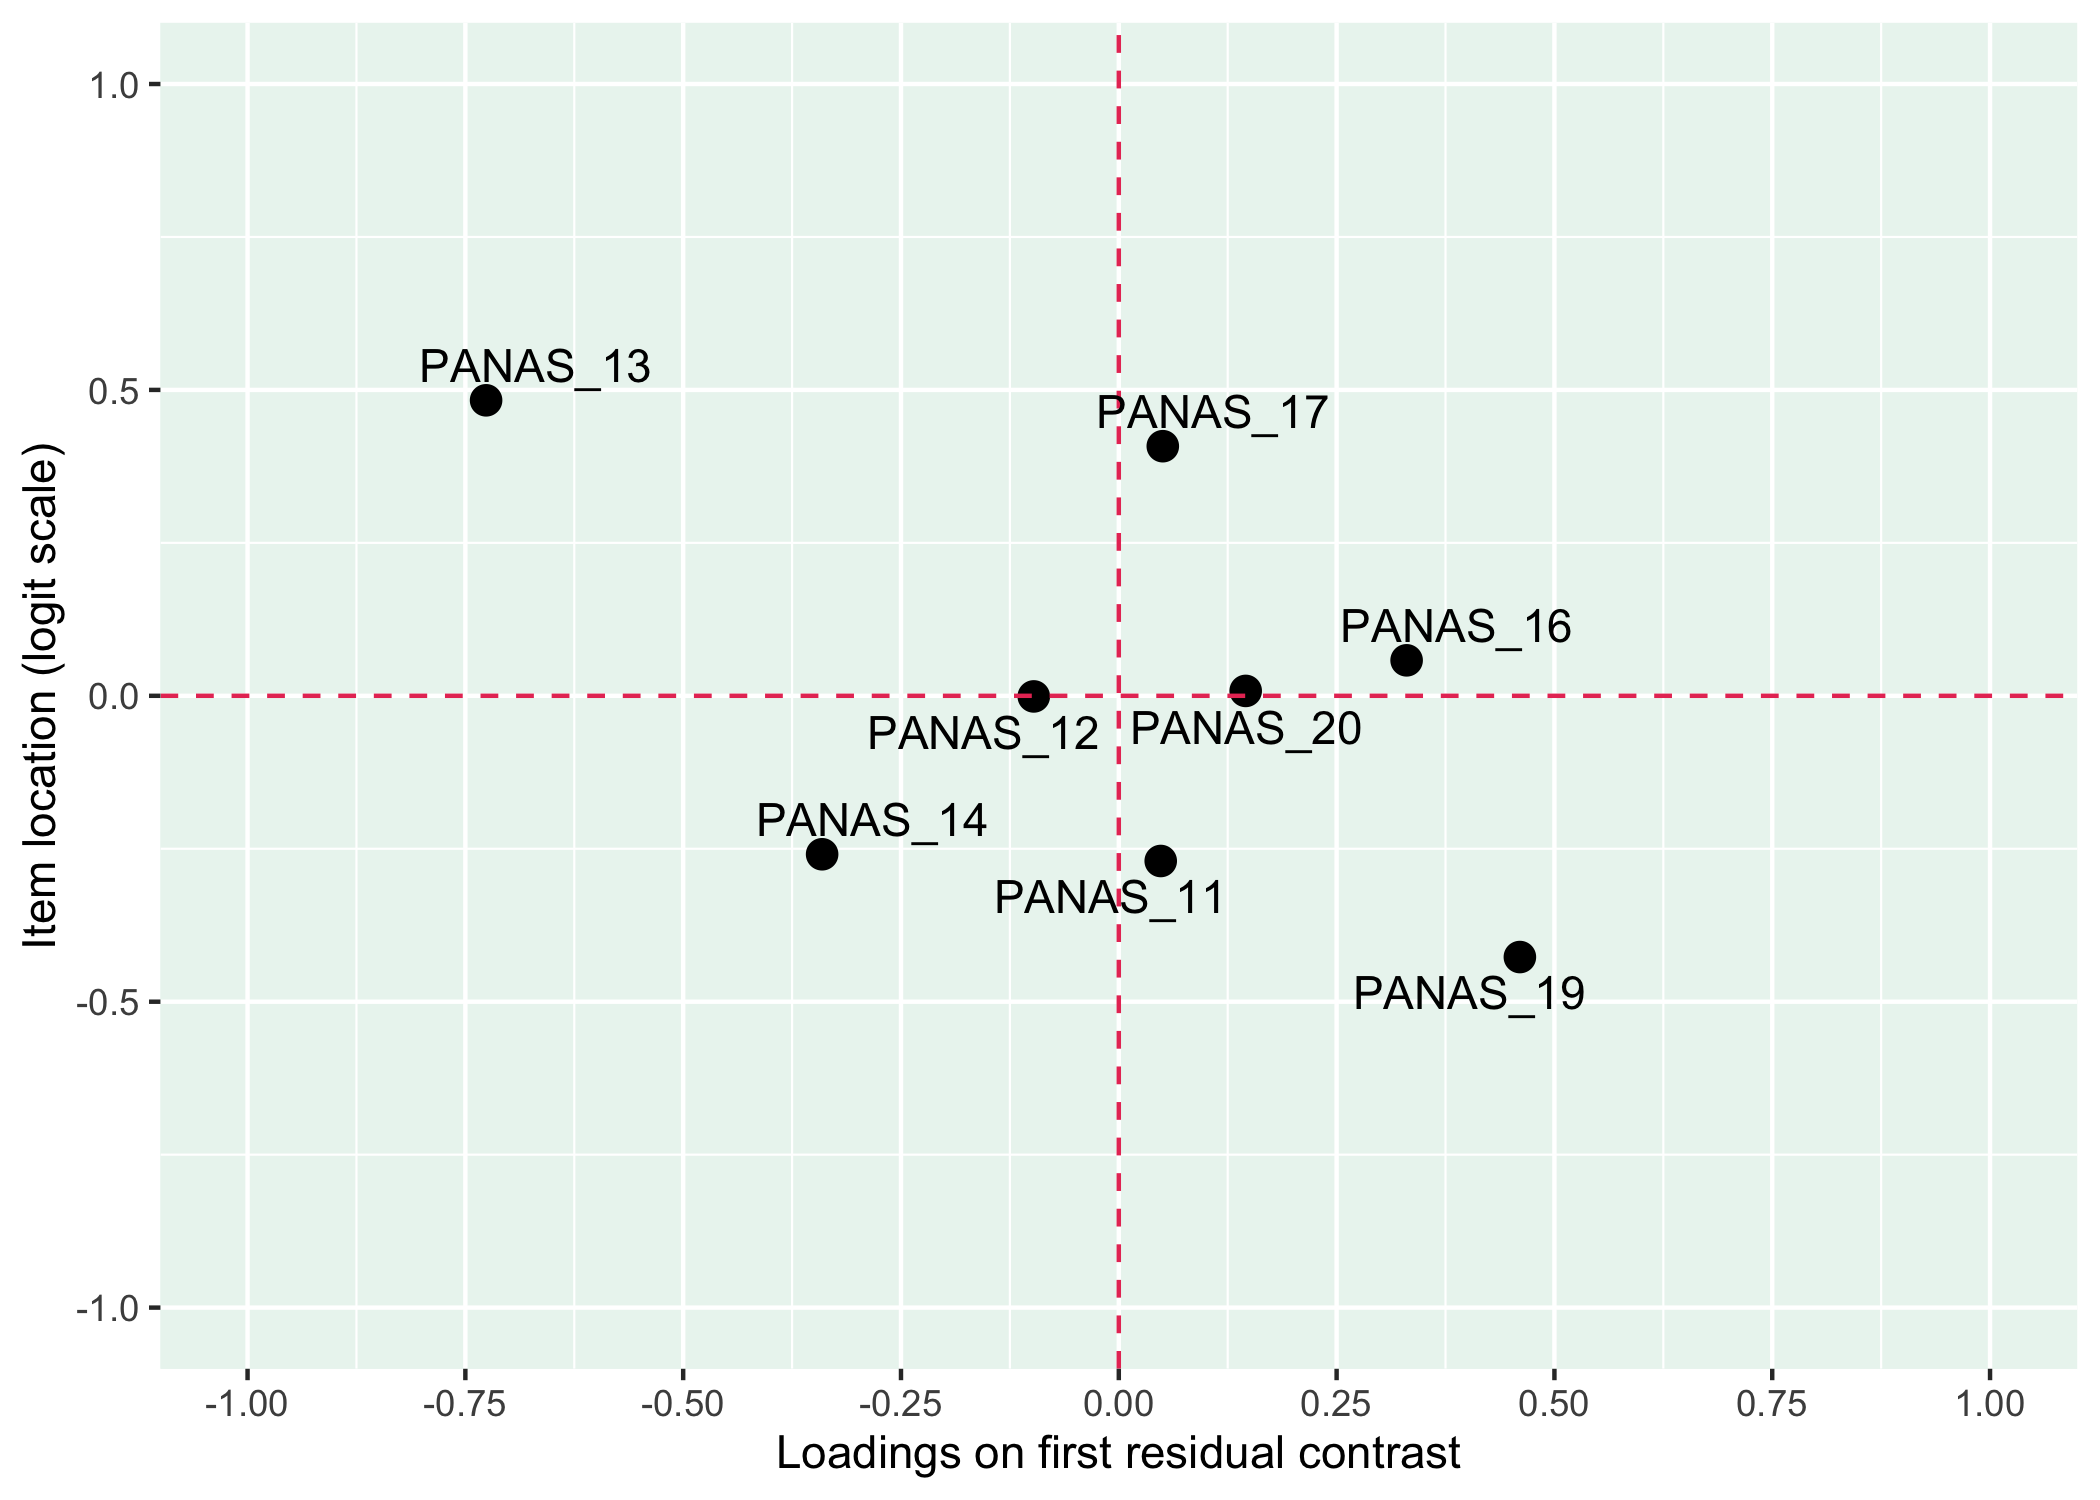 1.0
PANAS_13
0.5
PANAS_17
PANAS_16
0.0
PANAS_12
PANAS_20
PANAS_14
PANAS_11
PANAS_19
-0.5
-1.0
Item location (logit scale)
-1.00 -0.75 -0.50 -0.25 0.00 0.25 0.50 0.75 1.00
Loadings on first residual contrast